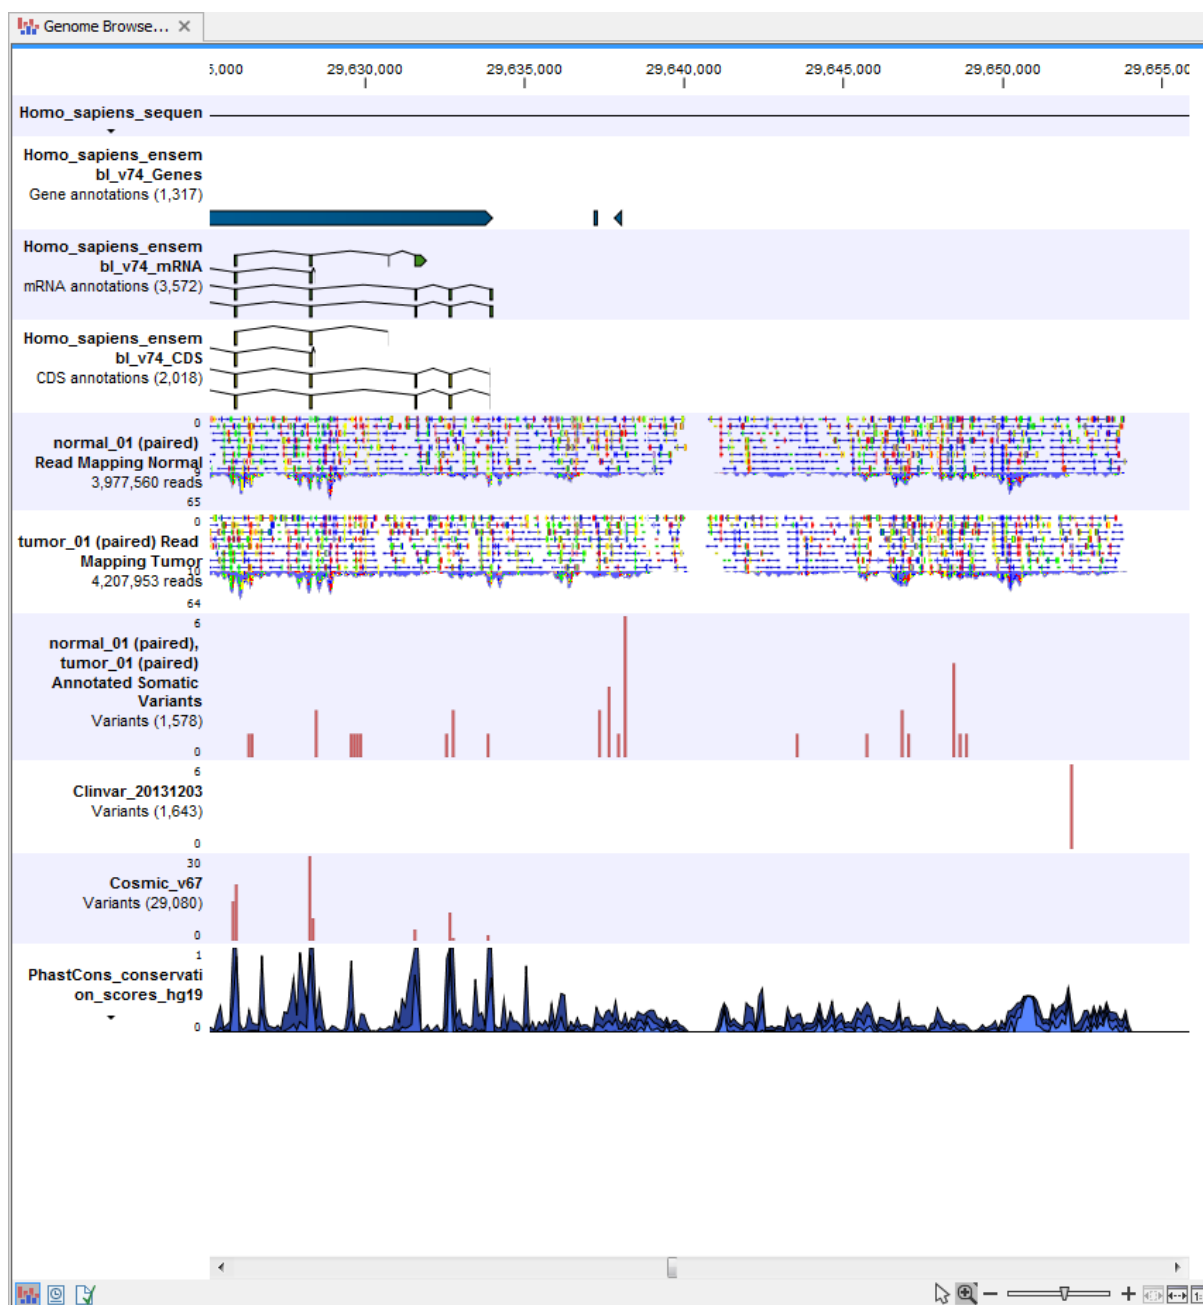 Genome Browse...
5,000 29,630,000 29,635,000 29,640,000 29,645,000 29,650,000 29,655,0
Homo_sapiens_sequen
Homo_sapiens_ensem
bl_v74_Genes
Gene annotations (1,317)
Homo_sapiens_ensem
bl_v74_mRNA
mRNA annotations (3,572)
Homo_sapiens_ensem
bl_v74_CDS
CDS annotations (2,018)
0
normal_01 (paired)
Read Mapping Normal
9
3,977,560 reads
65
0
tumor_01 (paired) Read
Mapping Tumor
10
4,207,953 reads
64
6
normal_01 (paired),
tumor_01 (paired)
Annotated Somatic
Variants
Variants (1,578)
0
6
Clinvar_20131203
Variants (1,643)
0
30
Cosmic_v67
Variants (29,080)
0
1
PhastCons_conservati
on_scores_hg19
0